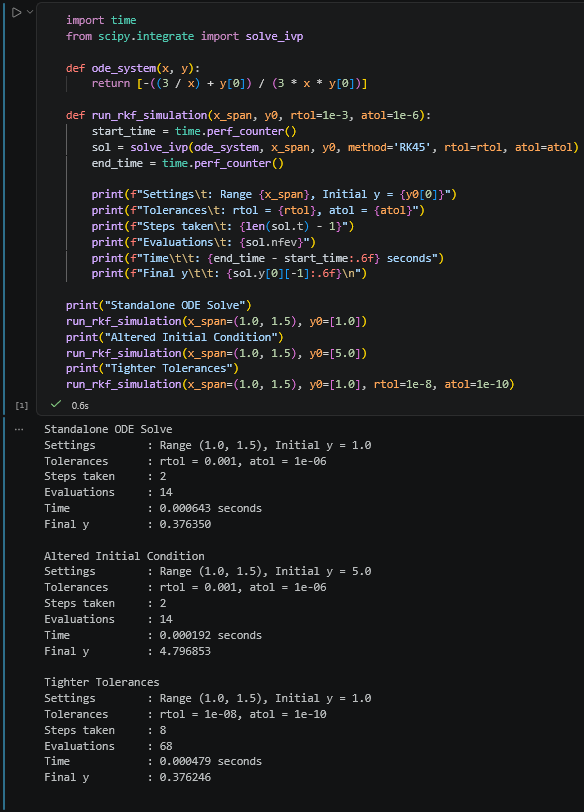 import time
from scipy.integrate import solve_ivp
def ode_system(x, y):
    return [-((3 / x) + y[0]) / (3 * x * y[0])]
def run_rkf_simulation(x_span, y0, rtol=1e-3, atol=1e-6):
    start_time = time.perf_counter()
    sol = solve_ivp(ode_system, x_span, y0, method='RK45', rtol=rtol, atol=atol)
    end_time = time.perf_counter()
    print(f"Settings\t: Range {x_span}, Initial y = {y0[0]}")
    print(f"Tolerances\t: rtol = {rtol}, atol = {atol}")
    print(f"Steps taken\t: {len(sol.t) - 1}")
    print(f"Evaluations\t: {sol.nfev}")
    print(f"Time\t\t: {end_time - start_time:.6f} seconds")
    print(f"Final y\t\t: {sol.y[0][-1]:.6f}\n")
print("Standalone ODE Solve")
run_rkf_simulation(x_span=(1.0, 1.5), y0=[1.0])
print("Altered Initial Condition")
run_rkf_simulation(x_span=(1.0, 1.5), y0=[5.0])
print("Tighter Tolerances")
run_rkf_simulation(x_span=(1.0, 1.5), y0=[1.0], rtol=1e-8, atol=1e-10)
[1] 0.6s
Standalone ODE Solve
Settings : Range (1.0, 1.5), Initial y = 1.0
Tolerances : rtol = 0.001, atol = 1e-06
Steps taken : 2
Evaluations : 14
Time : 0.000643 seconds
Final y : 0.376350
Altered Initial Condition
Settings : Range (1.0, 1.5), Initial y = 5.0
Tolerances : rtol = 0.001, atol = 1e-06
Steps taken : 2
Evaluations : 14
Time : 0.000192 seconds
Final y : 4.796853
Tighter Tolerances
Settings : Range (1.0, 1.5), Initial y = 1.0
Tolerances : rtol = 1e-08, atol = 1e-10
Steps taken : 8
Evaluations : 68
Time : 0.000479 seconds
Final y : 0.376246